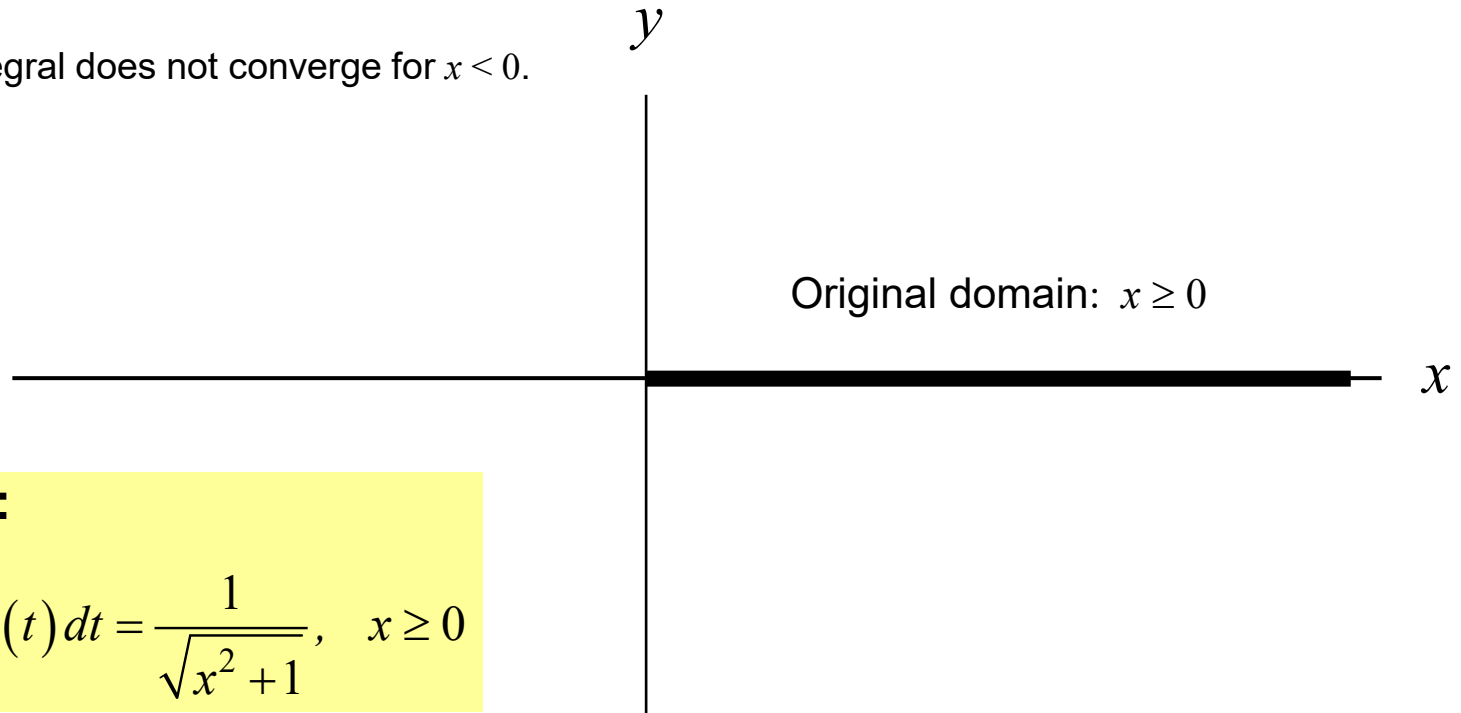 y
egral does not converge for x < 0.
Original domain: x ≥ 0
x
:
(t) dt = 1 / √(x² + 1), x ≥ 0